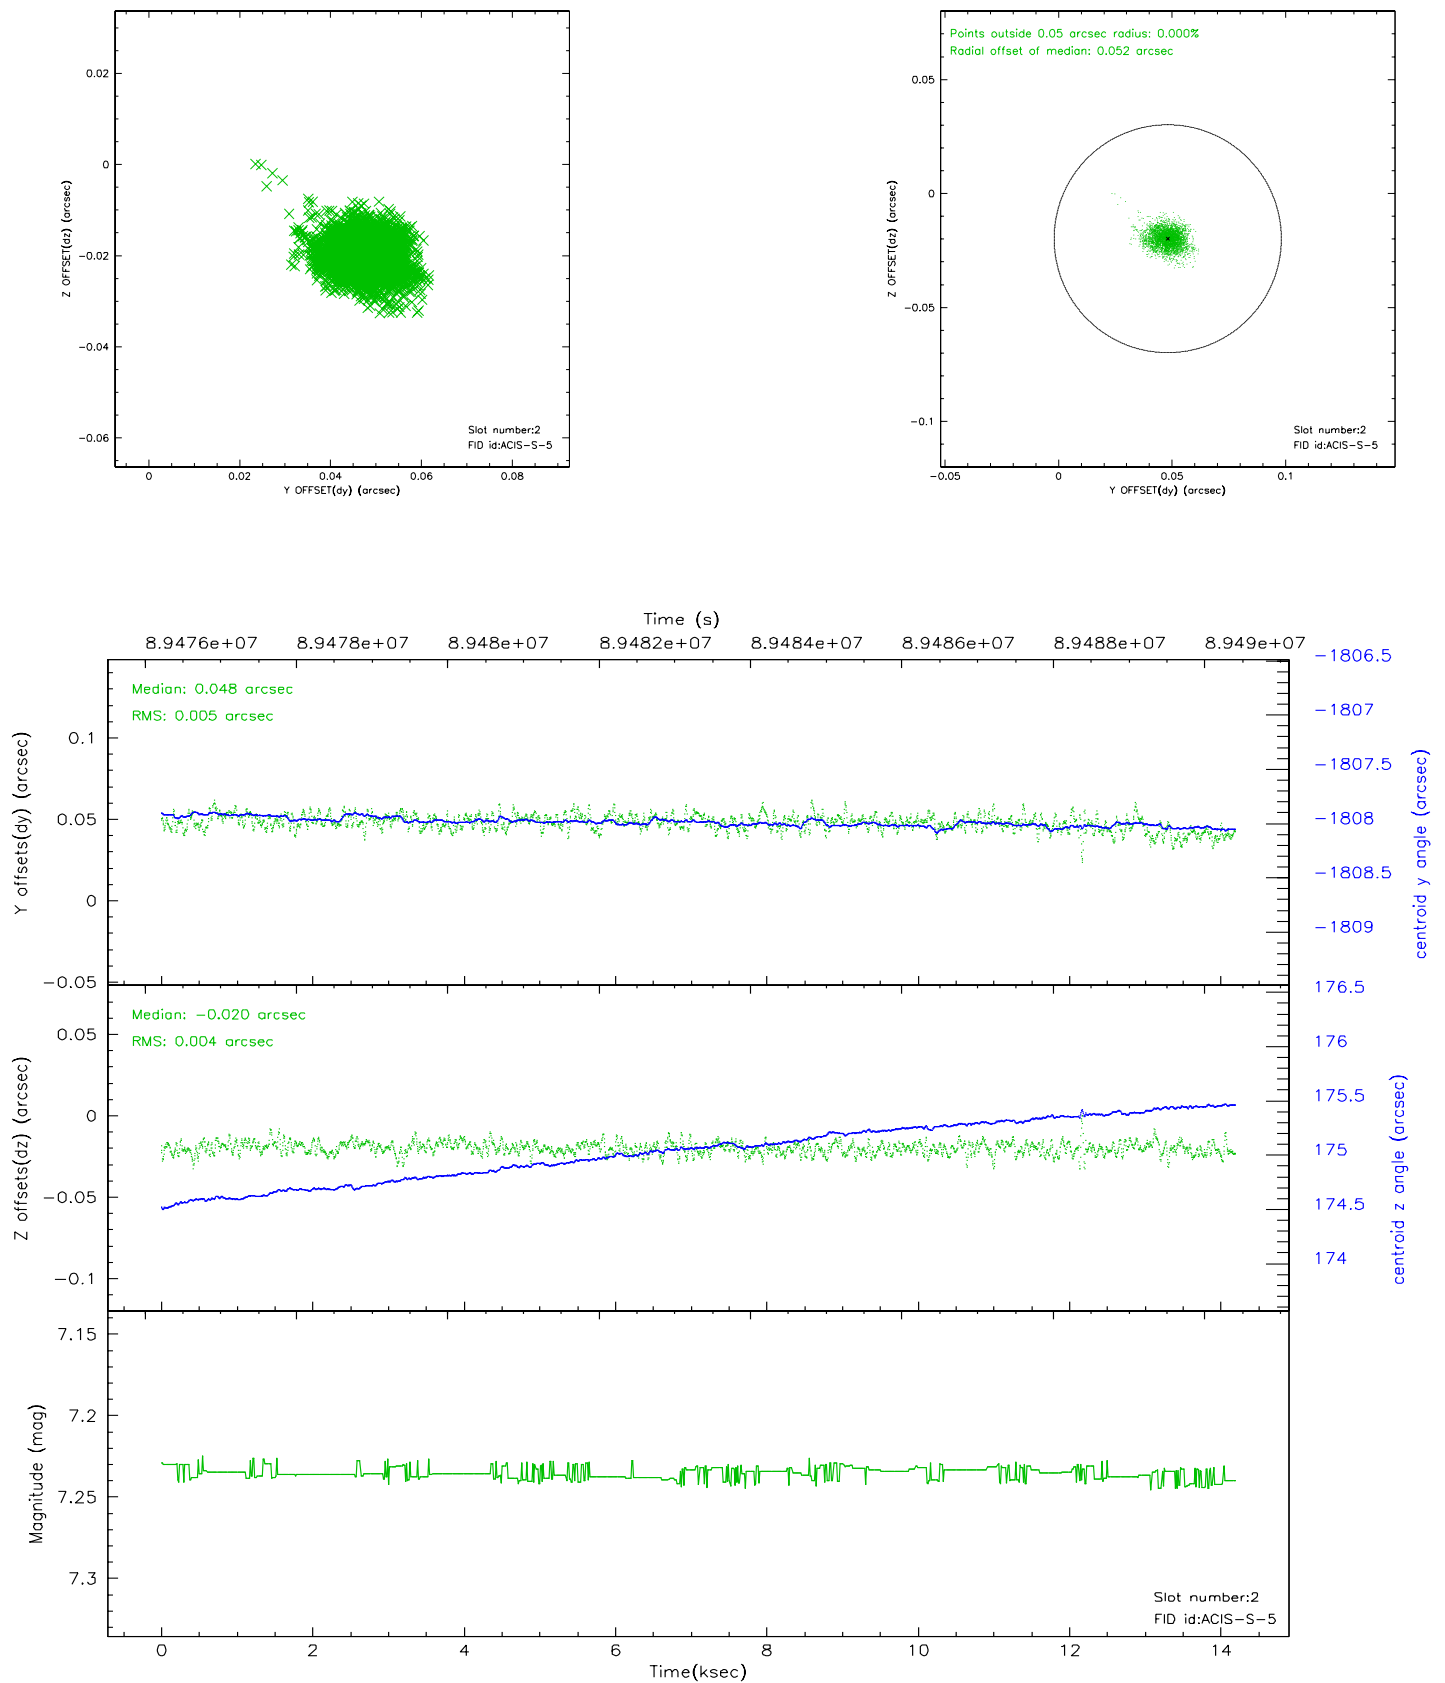 0.02
0
-0.02
-0.04
-0.06
Z OFFSET(dz) (arcsec)
Slot number:2
FID id:ACIS-S-5
0 0.02 0.04 0.06 0.08
Y OFFSET(dy) (arcsec)
Points outside 0.05 arcsec radius: 0.000%
Radial offset of median: 0.052 arcsec
0.05
0
-0.05
-0.1
Z OFFSET(dz) (arcsec)
Slot number:2
FID id:ACIS-S-5
-0.05 0 0.05 0.1
Y OFFSET(dy) (arcsec)
Time (s)
8.9476e+07 8.9478e+07 8.948e+07 8.9482e+07 8.9484e+07 8.9486e+07 8.9488e+07 8.949e+07
Median: 0.048 arcsec
RMS: 0.005 arcsec
0.1
0.05
0
-0.05
Y offsets(dy) (arcsec)
-1806.5
-1807
-1807.5
-1808
-1808.5
-1809
centroid y angle (arcsec)
Median: -0.020 arcsec
RMS: 0.004 arcsec
0.05
0
-0.05
-0.1
Z offsets(dz) (arcsec)
176.5
176
175.5
175
174.5
174
centroid z angle (arcsec)
7.15
7.2
7.25
7.3
Magnitude (mag)
Slot number:2
FID id:ACIS-S-5
0 2 4 6 8 10 12 14
Time(ksec)